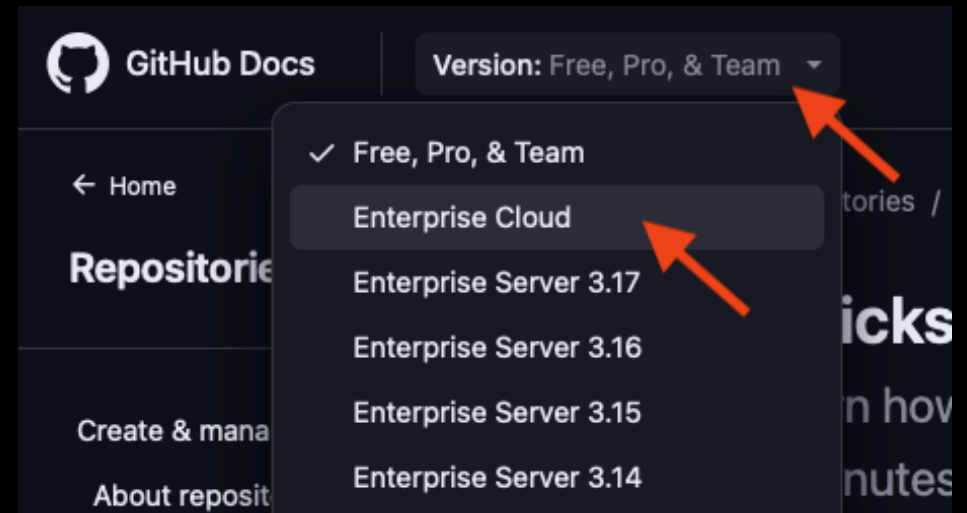 GitHub Docs
Version: Free, Pro, & Team
Free, Pro, & Team
Enterprise Cloud
Enterprise Server 3.17
Enterprise Server 3.16
Enterprise Server 3.15
Enterprise Server 3.14
← Home
Repositorie
Create & mana
About reposit
tories /
icks
n how
nutes